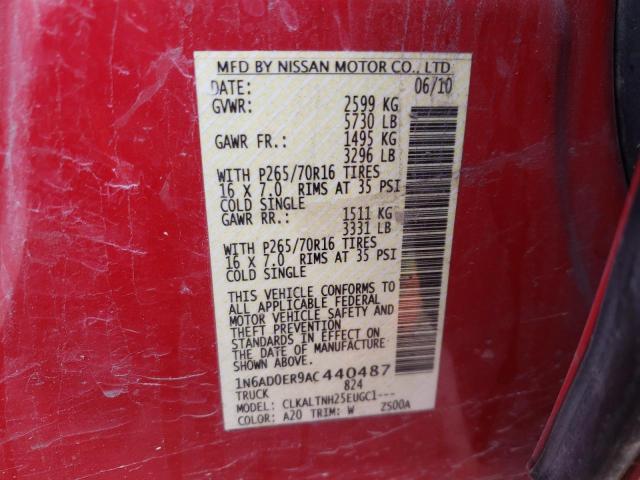 MFD BY NISSAN MOTOR CO., LTD
DATE: 06/10
GVWR: 2599 KG
5730 LB
GAWR FR.: 1495 KG
3296 LB
WITH P265/70R16 TIRES
16 X 7.0 RIMS AT 35 PSI
COLD SINGLE
GAWR RR.: 1511 KG
3331 LB
WITH P265/70R16 TIRES
16 X 7.0 RIMS AT 35 PSI
COLD SINGLE
THIS VEHICLE CONFORMS TO
ALL APPLICABLE FEDERAL
MOTOR VEHICLE SAFETY AND
THEFT PREVENTION
STANDARDS IN EFFECT ON
THE DATE OF MANUFACTURE
SHOWN ABOVE.
1N6AD0ER9AC440487
TRUCK 824
MODEL: CLKALTNH25EUGC1---
COLOR: A20 TRIM: W Z500A